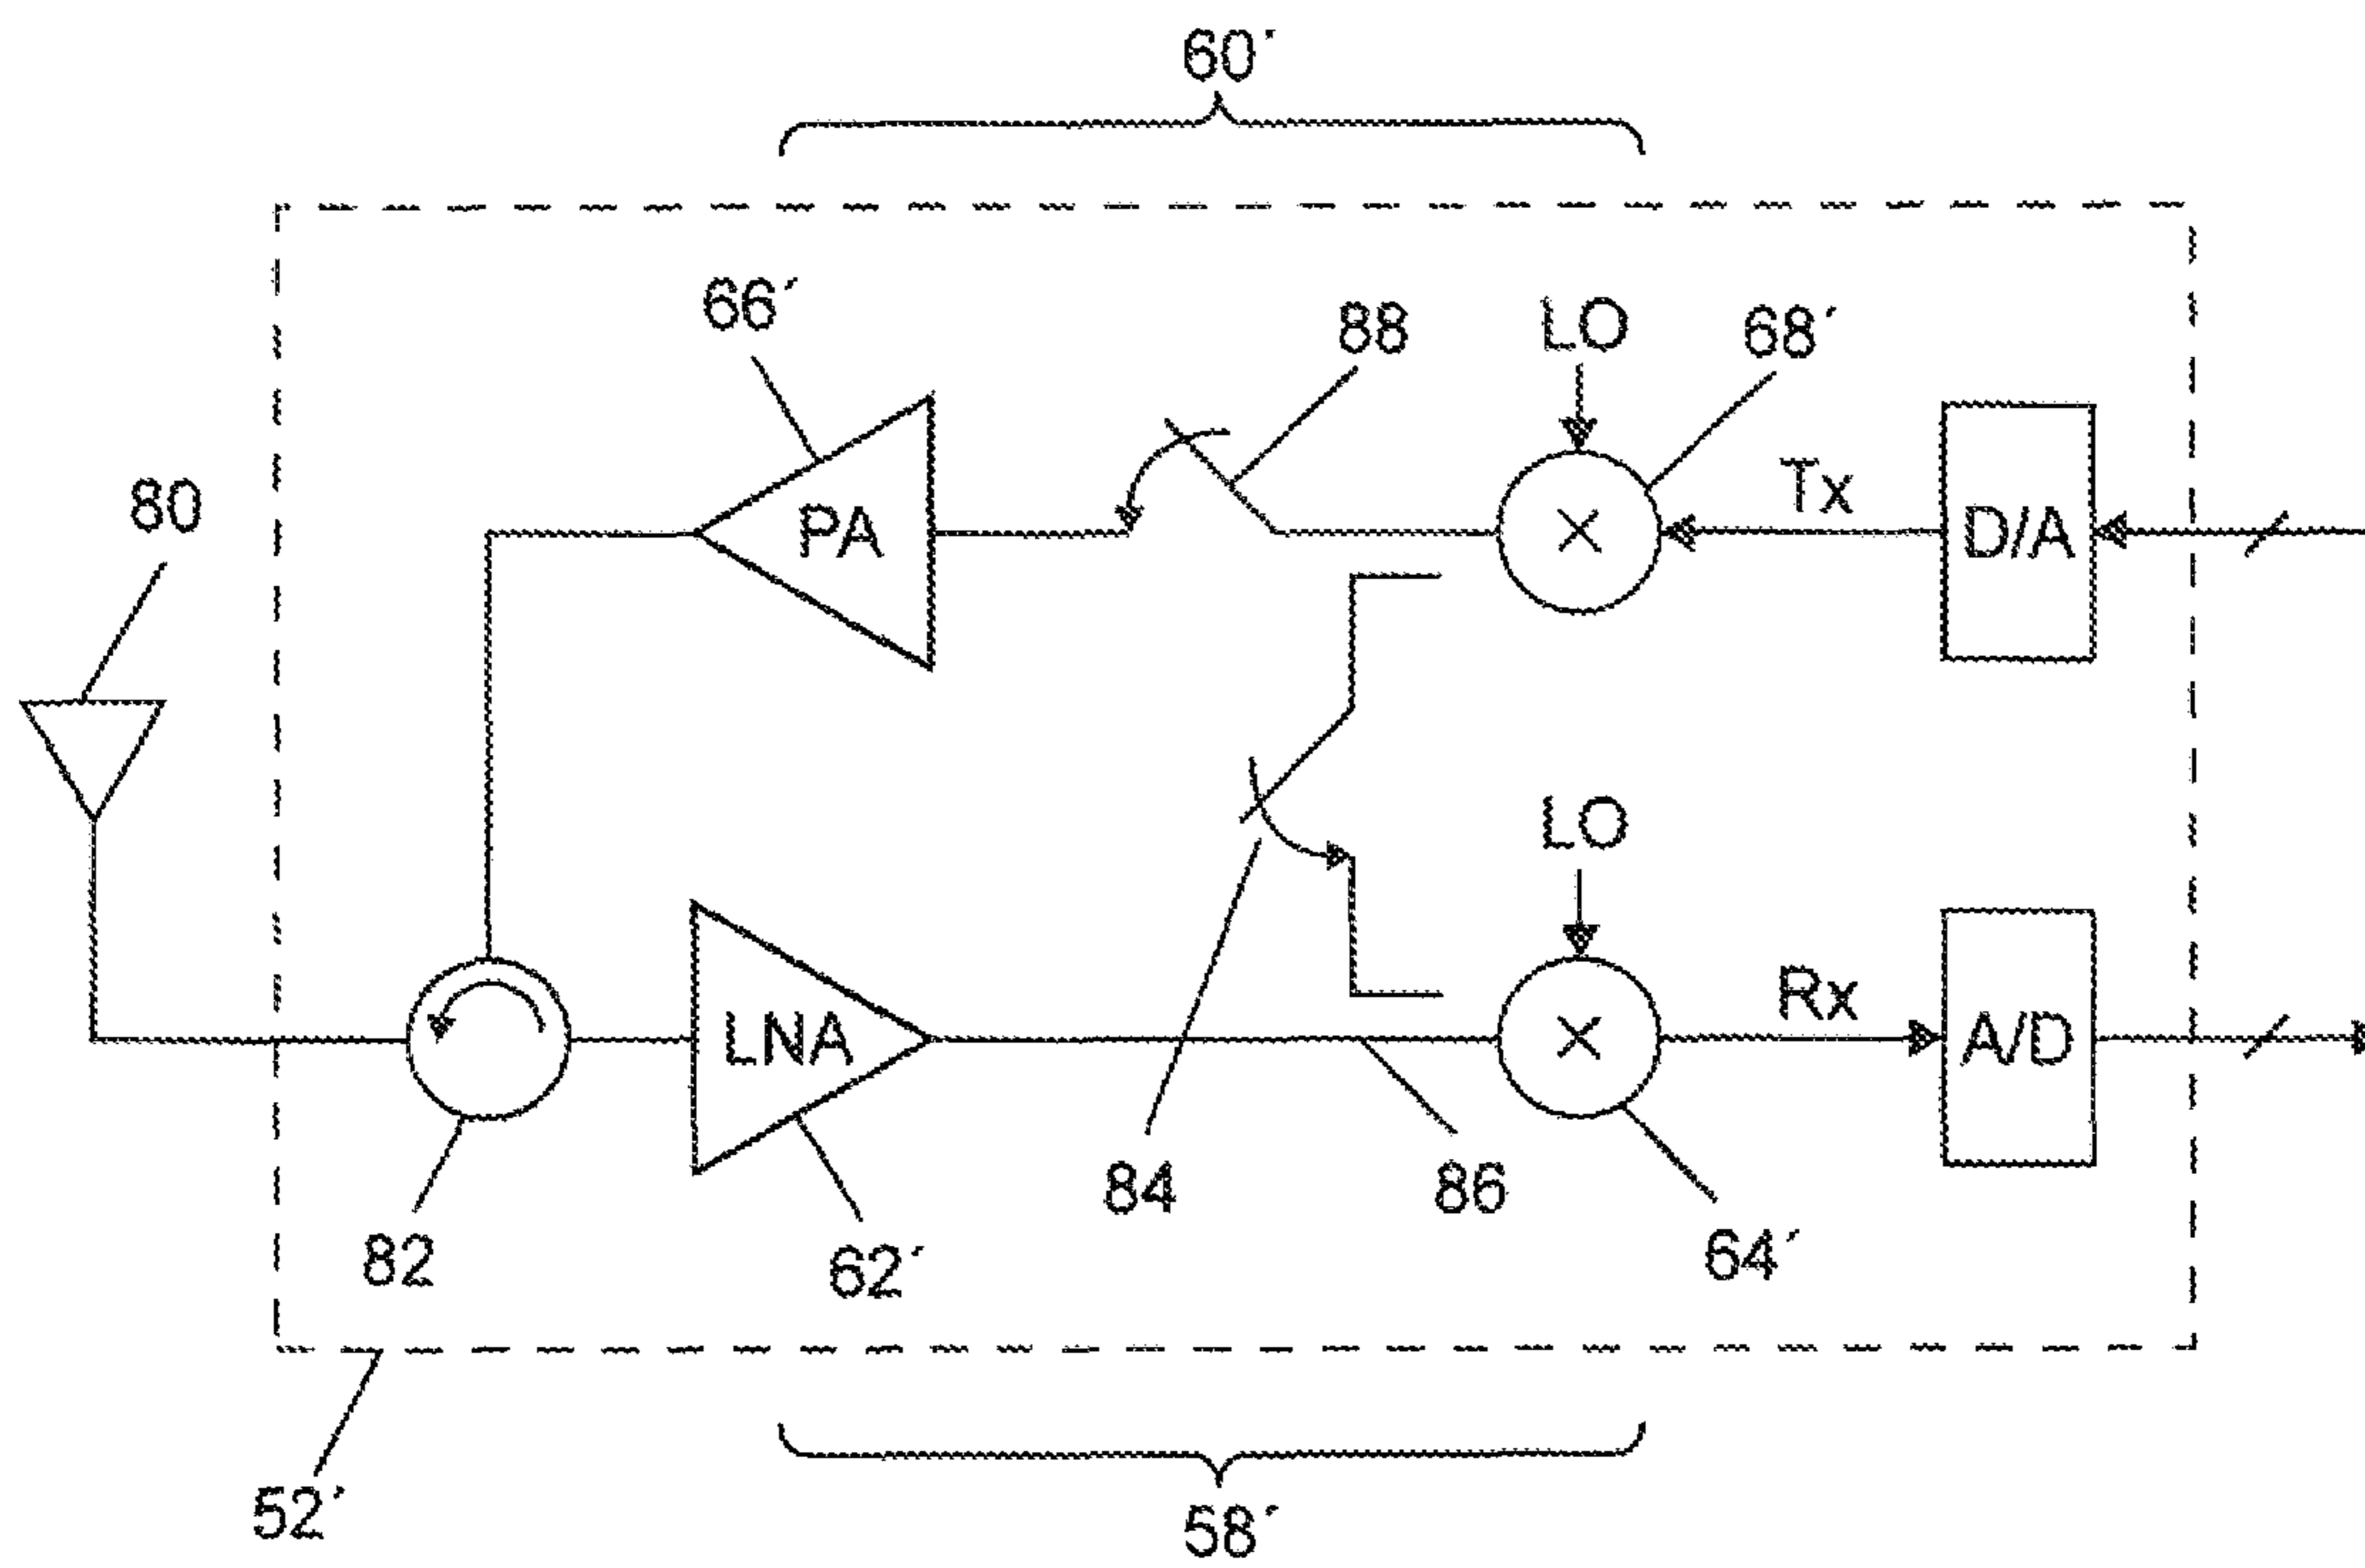 60′
66′
88
LO
68′
80
PA
×
Tx
D/A
LO
LNA
×
Rx
A/D
84
86
82
62′
64′
52′
58′